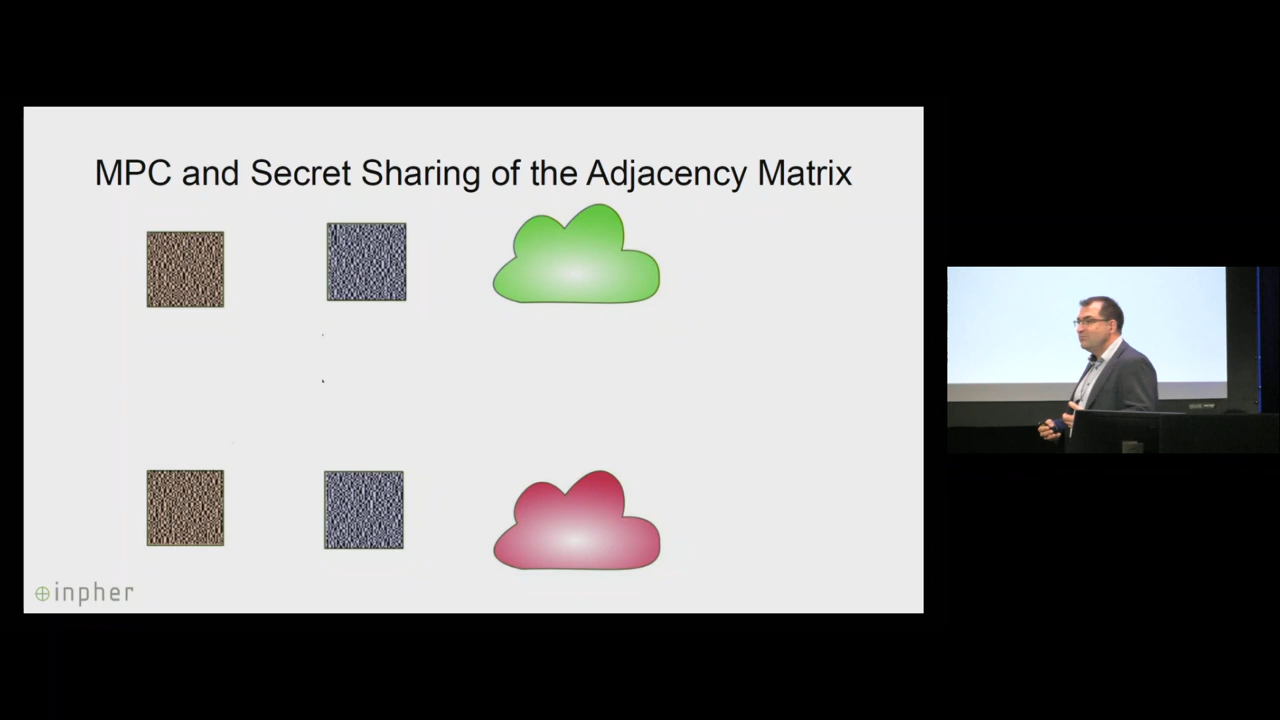 MPC and Secret Sharing of the Adjacency Matrix
inpher